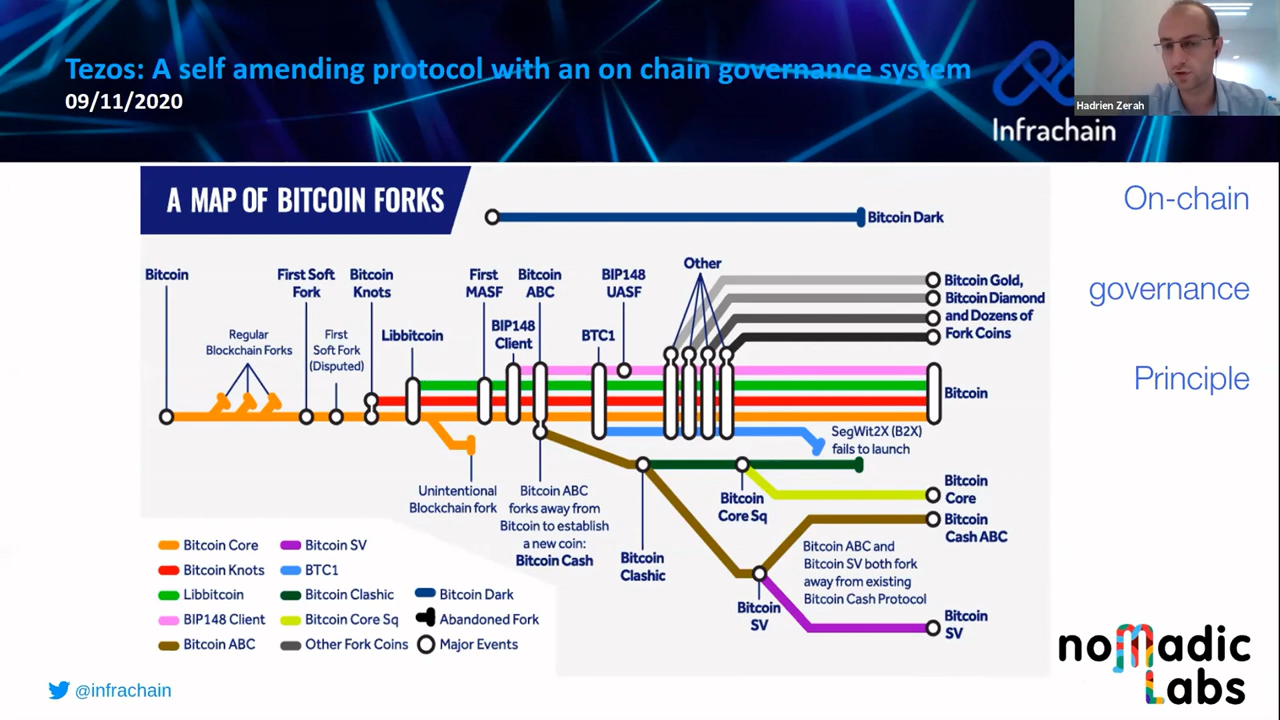 Tezos: A self amending protocol with an on chain governance system
09/11/2020
Infrachain
Hadrien Zerah
On-chain
governance
Principle
A MAP OF BITCOIN FORKS
Bitcoin Dark
Bitcoin
First Soft
Fork
Bitcoin
Knots
First
MASF
Bitcoin
ABC
BIP148
UASF
Other
Bitcoin Gold,
Bitcoin Diamond
and Dozens of
Fork Coins
Regular
Blockchain Forks
First
Soft Fork
(Disputed)
Libbitcoin
BIP148
Client
BTC1
Bitcoin
SegWit2X (B2X)
fails to launch
Unintentional
Blockchain fork
Bitcoin ABC
forks away from
Bitcoin to establish
a new coin:
Bitcoin Cash
Bitcoin
Clashic
Bitcoin
Core Sq
Bitcoin
Core
Bitcoin
Cash ABC
Bitcoin ABC and
Bitcoin SV both fork
away from existing
Bitcoin Cash Protocol
Bitcoin
SV
Bitcoin
SV
Bitcoin Core
Bitcoin Knots
Libbitcoin
BIP148 Client
Bitcoin ABC
Bitcoin SV
BTC1
Bitcoin Clashic
Bitcoin Core Sq
Other Fork Coins
Bitcoin Dark
Abandoned Fork
Major Events
@infrachain
noMadic
Labs